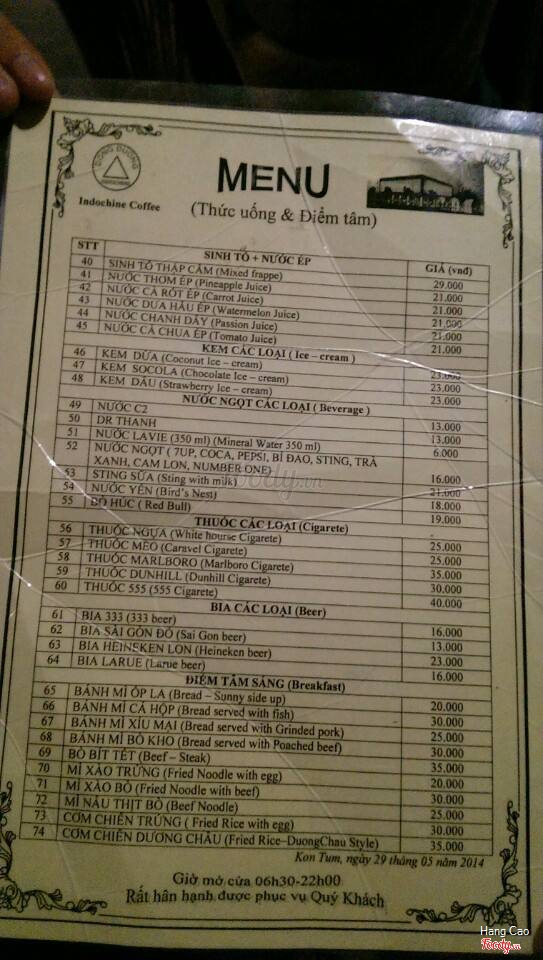 ĐÔNG DƯƠNG
Indochine Coffee
MENU
(Thức uống & Điểm tâm)
STT SINH TỐ + NƯỚC ÉP GIÁ (vnđ)
40 SINH TỐ THẬP CẨM (Mixed frappe) 29.000
41 NƯỚC THƠM ÉP (Pineapple Juice) 21.000
42 NƯỚC CÀ RỐT ÉP (Carrot Juice) 21.000
43 NƯỚC DƯA HẤU ÉP (Watermelon Juice) 21,000
44 NƯỚC CHANH DÂY (Passion Juice) 21.000
45 NƯỚC CÀ CHUA ÉP (Tomato Juice) 21.000
KEM CÁC LOẠI ( Ice – cream )
46 KEM DỪA (Coconut Ice – cream) 23.000
47 KEM SOCOLA (Chocolate Ice – cream) 23.000
48 KEM DÂU (Strawberry Ice – cream) 23.000
NƯỚC NGỌT CÁC LOẠI ( Beverage )
49 NƯỚC C2 13.000
50 DR THANH 13.000
51 NƯỚC LAVIE (350 ml) (Mineral Water 350 ml) 6.000
52 NƯỚC NGỌT ( 7UP, COCA, PEPSI, BÍ ĐAO, STING, TRÀ
XANH, CAM LON, NUMBER ONE) 16.000
53 STING SỮA (Sting with milk) 21.000
54 NƯỚC YẾN (Bird's Nest) 18.000
55 BÒ HÚC ( Red Bull) 19.000
THUỐC CÁC LOẠI (Cigarete)
56 THUỐC NGỰA (White hourse Cigarete) 25.000
57 THUỐC MÈO (Caravel Cigarete) 25.000
58 THUỐC MARLBORO (Marlboro Cigarete) 35.000
59 THUỐC DUNHILL (Dunhill Cigarete) 30.000
60 THUỐC 555 (555 Cigarete) 40.000
BIA CÁC LOẠI (Beer)
61 BIA 333 (333 beer) 16.000
62 BIA SÀI GÒN ĐỎ (Sai Gon beer) 13.000
63 BIA HEINEKEN LON (Heineken beer) 23.000
64 BIA LARUE (Larue beer) 16.000
ĐIỂM TÂM SÁNG (Breakfast)
65 BÁNH MÌ ỐP LA (Bread – Sunny side up) 20.000
66 BÁNH MÌ CÁ HỘP (Bread served with fish) 30.000
67 BÁNH MÌ XÍU MẠI (Bread served with Grinded pork) 25.000
68 BÁNH MÌ BÒ KHO (Bread served with Poached beef) 30.000
69 BÒ BÍT TẾT (Beef – Steak) 35.000
70 MÌ XÀO TRỨNG (Fried Noodle with egg) 20.000
71 MÌ XÀO BÒ (Fried Noodle with beef) 30.000
72 MÌ NẤU THỊT BÒ (Beef Noodle) 25.000
73 CƠM CHIÊN TRỨNG ( Fried Rice with egg) 30.000
74 CƠM CHIÊN DƯƠNG CHÂU (Fried Rice–DuongChau Style) 35.000
Kon Tum, ngày 29 tháng 05 năm 2014
Giờ mở cửa 06h30-22h00
Rất hân hạnh được phục vụ Quý Khách
Hang Cao
Foody.vn